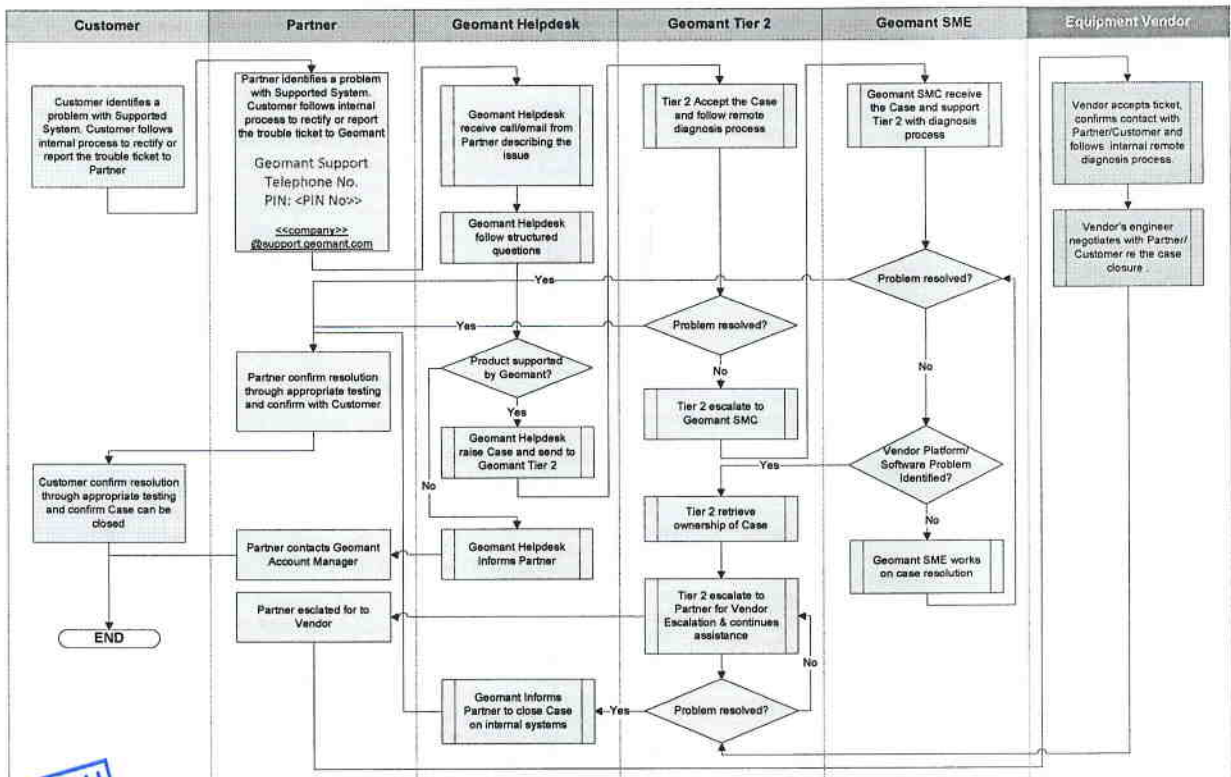 Customer
Partner
Geomant Helpdesk
Geomant Tier 2
Geomant SME
Equipment Vendor
Customer identifies a
problem with Supported
System. Customer follows
internal process to rectify or
report the trouble ticket to
Partner
Partner identifies a problem
with Supported System.
Customer follows internal
process to rectify or report
the trouble ticket to Geomant
Geomant Support
Telephone No.
PIN: <PIN No>>
<<company>>
@support.geomant.com
Geomant Helpdesk
receive call/email from
Partner describing the
issue
Geomant Helpdesk
follow structured
questions
Tier 2 Accept the Case
and follow remote
diagnosis process
Geomant SMC receive
the Case and support
Tier 2 with diagnosis
process
Vendor accepts ticket,
confirms contact with
Partner/Customer and
follows internal remote
diagnosis process.
Vendor's engineer
negotiates with Partner/
Customer re the case
closure .
Yes
Problem resolved?
Yes
Problem resolved?
Product supported
by Geomant?
No
No
Partner confirm resolution
through appropriate testing
and confirm with Customer
Yes
Tier 2 escalate to
Geomant SMC
Geomant Helpdesk
raise Case and send to
Geomant Tier 2
Yes
Vendor Platform/
Software Problem
Identified?
No
Customer confirm resolution
through appropriate testing
and confirm Case can be
closed
Tier 2 retrieve
ownership of Case
No
Partner contacts Geomant
Account Manager
Geomant Helpdesk
Informs Partner
Geomant SME works
on case resolution
Partner esclated for to
Vendor
Tier 2 escalate to
Partner for Vendor
Escalation & continues
assistance
END
No
Geomant Informs
Partner to close Case
on internal systems
Yes
Problem resolved?